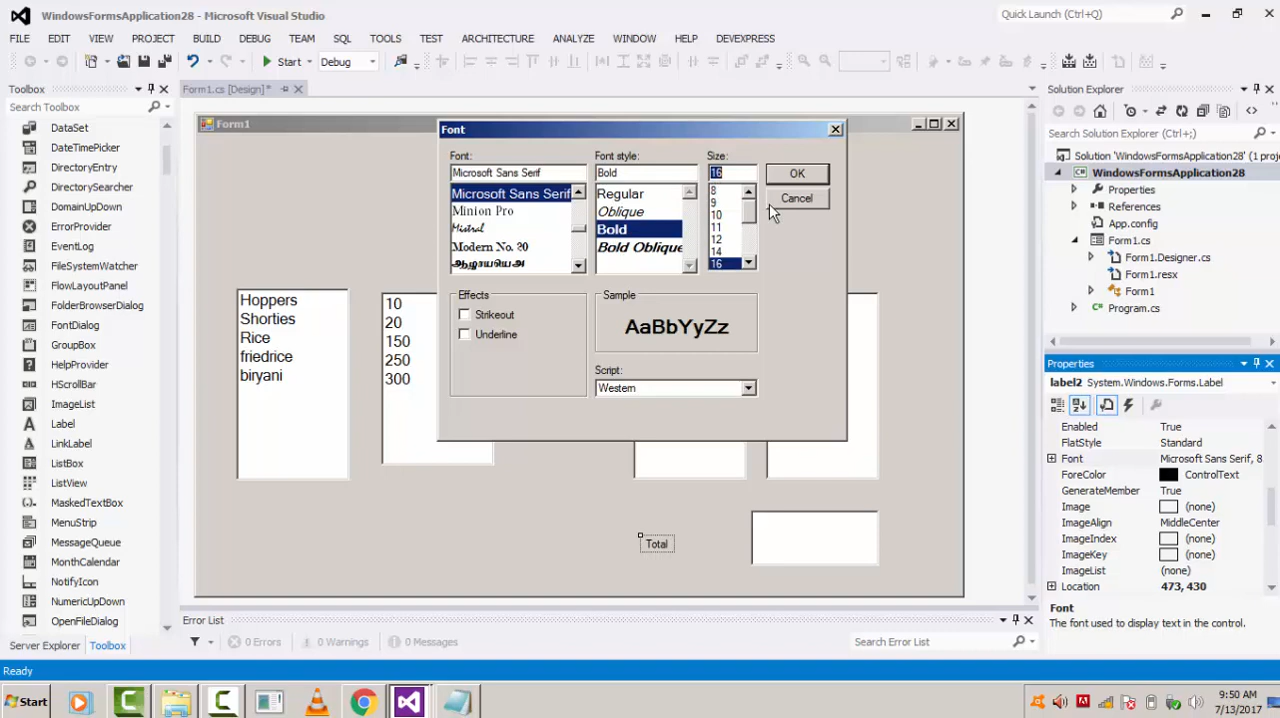 WindowsFormsApplication28 - Microsoft Visual Studio
Quick Launch (Ctrl+Q)
FILE EDIT VIEW PROJECT BUILD DEBUG TEAM SQL TOOLS TEST ARCHITECTURE ANALYZE WINDOW HELP DEVEXPRESS
Start Debug
Toolbox
Search Toolbox
DataSet
DateTimePicker
DirectoryEntry
DirectorySearcher
DomainUpDown
ErrorProvider
EventLog
FileSystemWatcher
FlowLayoutPanel
FolderBrowserDialog
FontDialog
GroupBox
HelpProvider
HScrollBar
ImageList
Label
LinkLabel
ListBox
ListView
MaskedTextBox
MenuStrip
MessageQueue
MonthCalendar
NotifyIcon
NumericUpDown
OpenFileDialog
Server Explorer Toolbox
Form1.cs [Design]*
Form1
Hoppers
Shorties
Rice
friedrice
biryani
10
20
150
250
300
Total
Font
Font:
Microsoft Sans Serif
Microsoft Sans Serif
Minion Pro
Mistral
Modern No. 20
Font style:
Bold
Regular
Oblique
Bold
Bold Oblique
Size:
16
8
9
10
11
12
14
16
OK
Cancel
Effects
Strikeout
Underline
Sample
AaBbYyZz
Script:
Western
Error List
0 Errors 0 Warnings 0 Messages
Search Error List
Solution Explorer
Search Solution Explorer (Ctrl+;)
Solution 'WindowsFormsApplication28' (1 proj
WindowsFormsApplication28
Properties
References
App.config
Form1.cs
Form1.Designer.cs
Form1.resx
Form1
Program.cs
Properties
label2 System.Windows.Forms.Label
Enabled True
FlatStyle Standard
Font Microsoft Sans Serif, 8
ForeColor ControlText
GenerateMember True
Image (none)
ImageAlign MiddleCenter
ImageIndex (none)
ImageKey (none)
ImageList (none)
Location 473, 430
Font
The font used to display text in the control.
Ready
Start
9:50 AM
7/13/2017